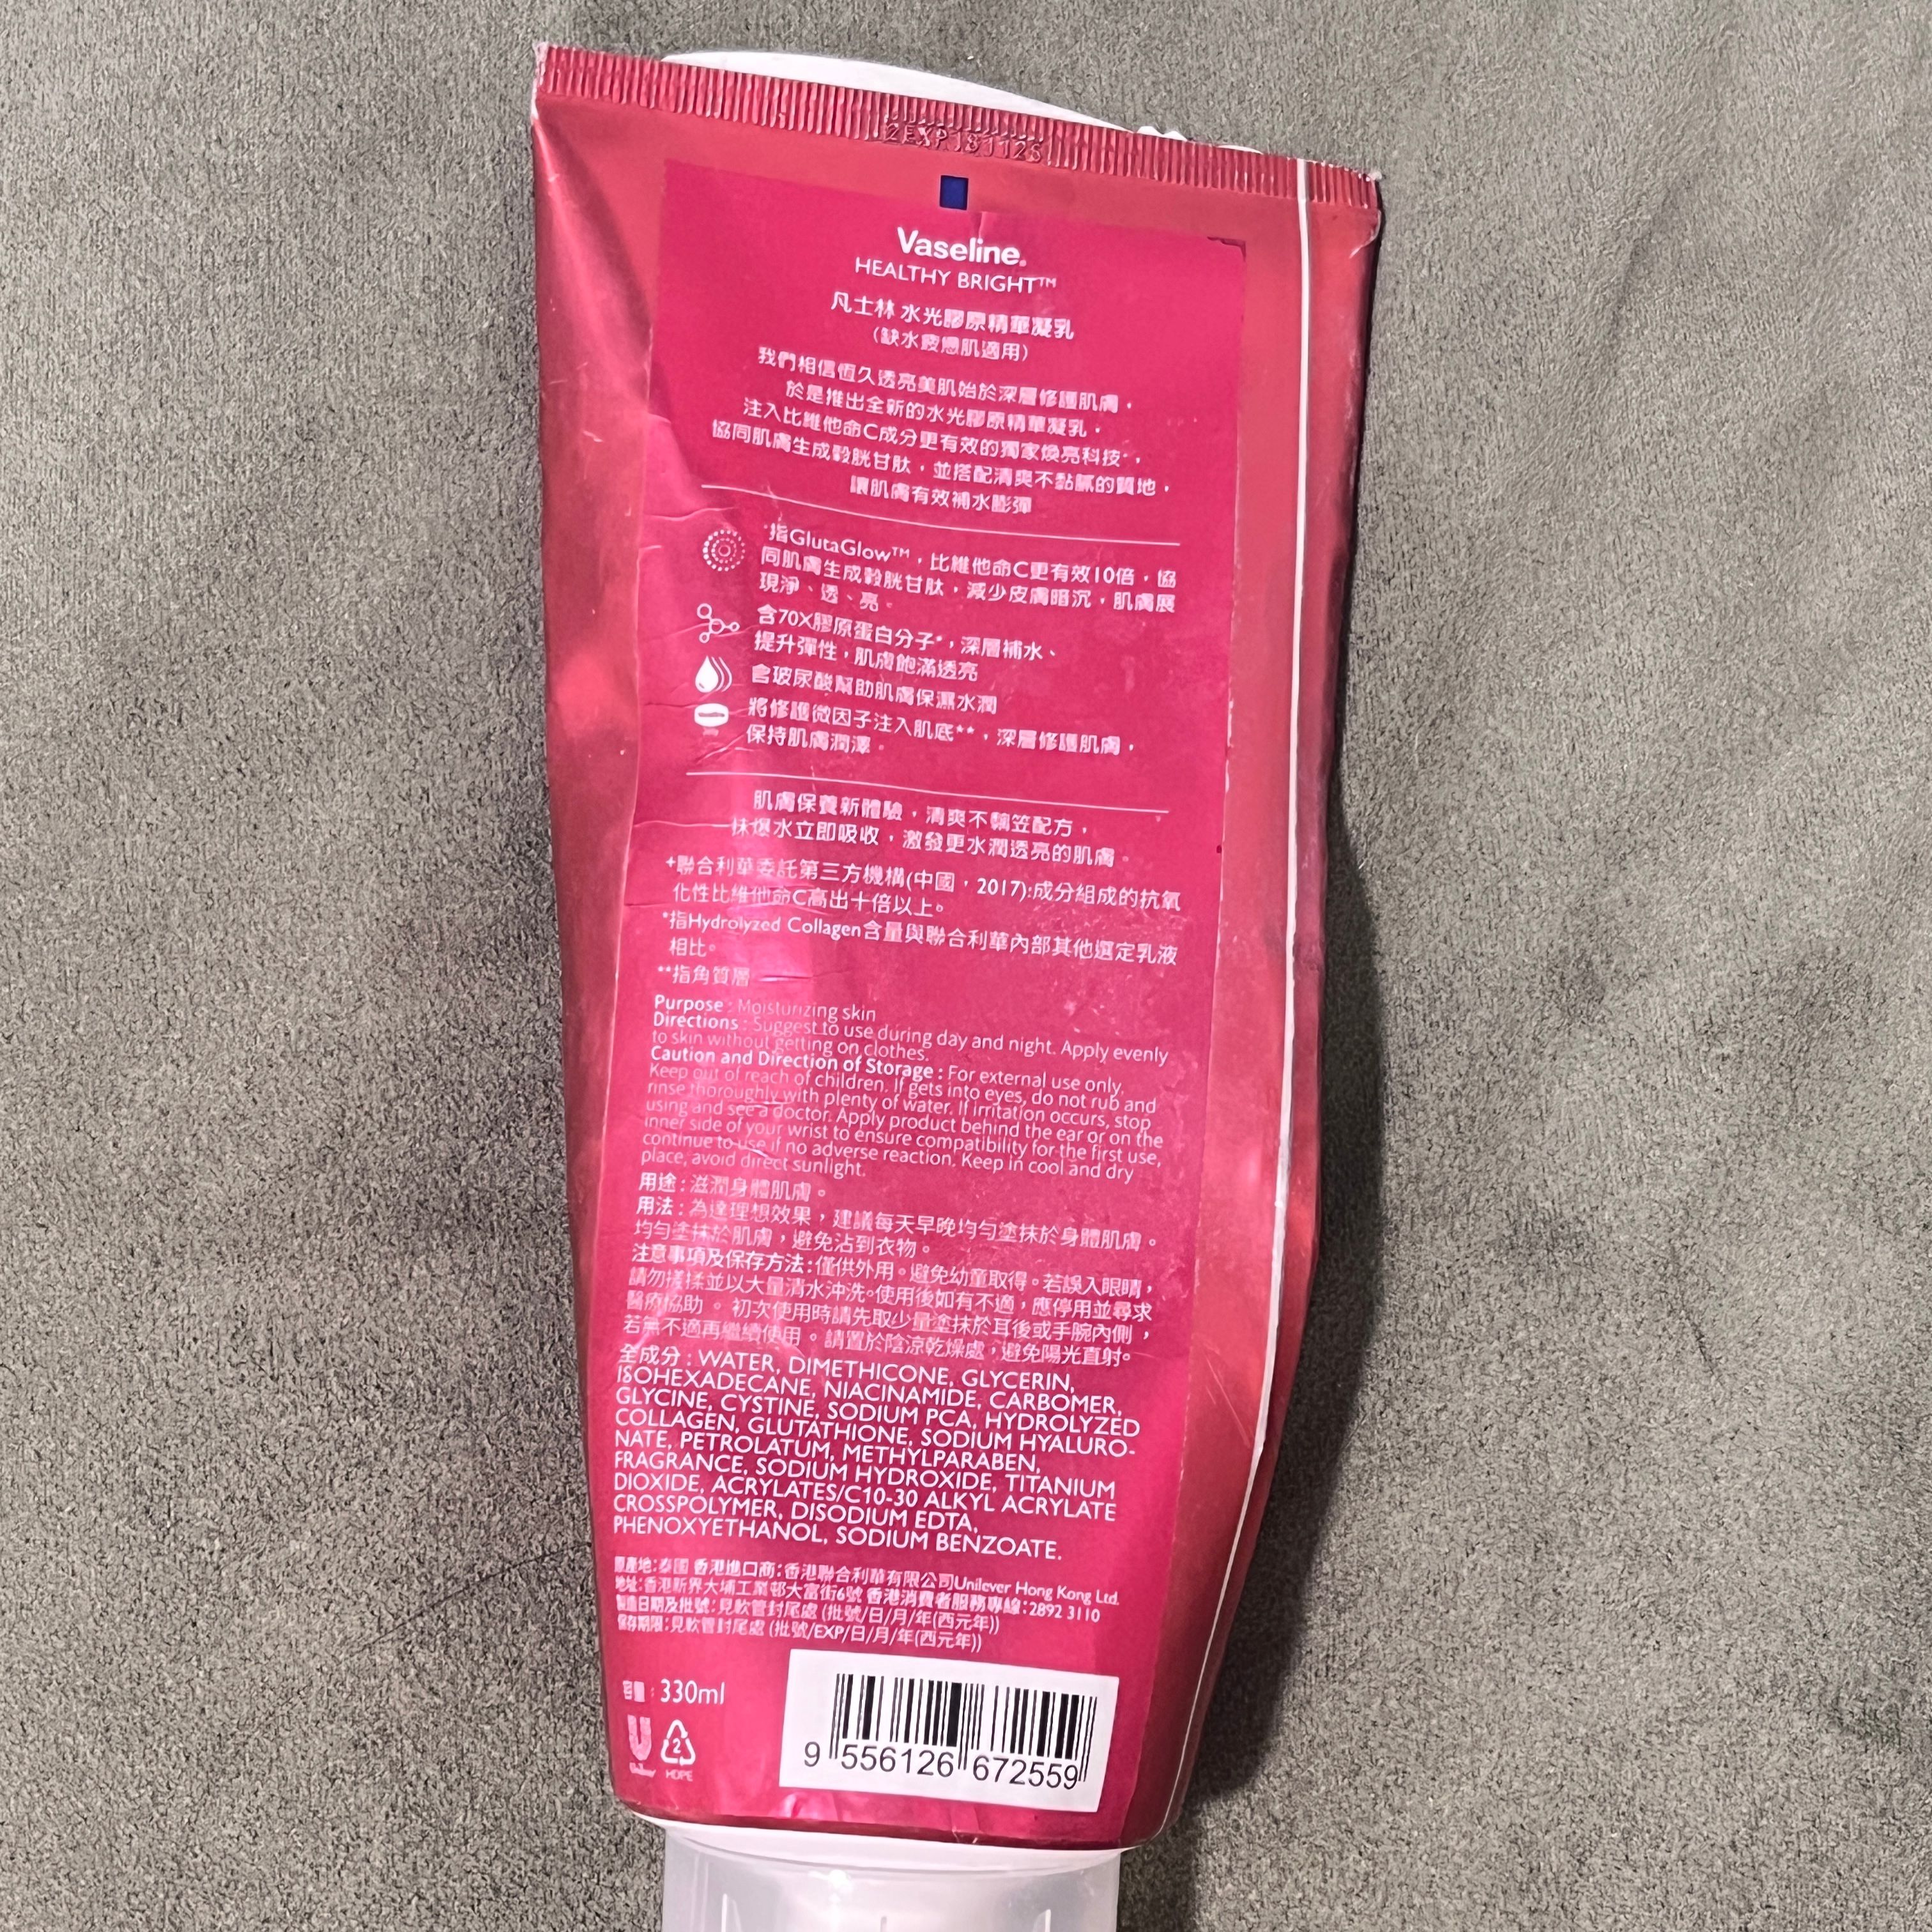 2EXP181126
Vaseline.
HEALTHY BRIGHT™
凡士林 水光膠原精華凝乳
(缺水疲憊肌適用)
我們相信恆久透亮美肌始於深層修護肌膚，
於是推出全新的水光膠原精華凝乳，
注入比維他命C成分更有效的獨家煥亮科技⁺，
協同肌膚生成穀胱甘肽，並搭配清爽不黏膩的質地，
讓肌膚有效補水膨彈
⁺指GlutaGlow™，比維他命C更有效10倍，協
同肌膚生成穀胱甘肽，減少皮膚暗沉，肌膚展
現淨、透、亮。
含70X膠原蛋白分子*，深層補水、
提升彈性，肌膚飽滿透亮
含玻尿酸幫助肌膚保濕水潤
將修護微因子注入肌底**，深層修護肌膚，
保持肌膚潤澤。
肌膚保養新體驗，清爽不黐笠配方，
抹爆水立即吸收，激發更水潤透亮的肌膚。
+聯合利華委託第三方機構(中國，2017):成分組成的抗氧
化性比維他命C高出十倍以上。
*指Hydrolyzed Collagen含量與聯合利華內部其他選定乳液
相比。
**指角質層
Purpose : Moisturizing skin
Directions : Suggest to use during day and night. Apply evenly
to skin without getting on clothes.
Caution and Direction of Storage : For external use only.
Keep out of reach of children. If gets into eyes, do not rub and
rinse thoroughly with plenty of water. If irritation occurs, stop
using and see a doctor. Apply product behind the ear or on the
inner side of your wrist to ensure compatibility for the first use,
continue to use if no adverse reaction. Keep in cool and dry
place, avoid direct sunlight.
用途 : 滋潤身體肌膚。
用法 : 為達理想效果，建議每天早晚均勻塗抹於身體肌膚。
均勻塗抹於肌膚，避免沾到衣物。
注意事項及保存方法:僅供外用。避免幼童取得。若誤入眼睛，
請勿搓揉並以大量清水沖洗。使用後如有不適，應停用並尋求
醫療協助 。 初次使用時請先取少量塗抹於耳後或手腕內側，
若無不適再繼續使用 。請置於陰涼乾燥處，避免陽光直射。
全成分 : WATER, DIMETHICONE, GLYCERIN,
ISOHEXADECANE, NIACINAMIDE, CARBOMER,
GLYCINE, CYSTINE, SODIUM PCA, HYDROLYZED
COLLAGEN, GLUTATHIONE, SODIUM HYALURO-
NATE, PETROLATUM, METHYLPARABEN,
FRAGRANCE, SODIUM HYDROXIDE, TITANIUM
DIOXIDE, ACRYLATES/C10-30 ALKYL ACRYLATE
CROSSPOLYMER, DISODIUM EDTA,
PHENOXYETHANOL, SODIUM BENZOATE.
原產地:泰國 香港進口商:香港聯合利華有限公司Unilever Hong Kong Ltd.
地址:香港新界大埔工業邨大富街6號 香港消費者服務專線:2892 3110
製造日期及批號:見軟管封尾處 (批號/日/月/年(西元年))
保存期限:見軟管封尾處 (批號/EXP/日/月/年(西元年))
容量 : 330ml
Unilever
2
HDPE
9 556126 672559